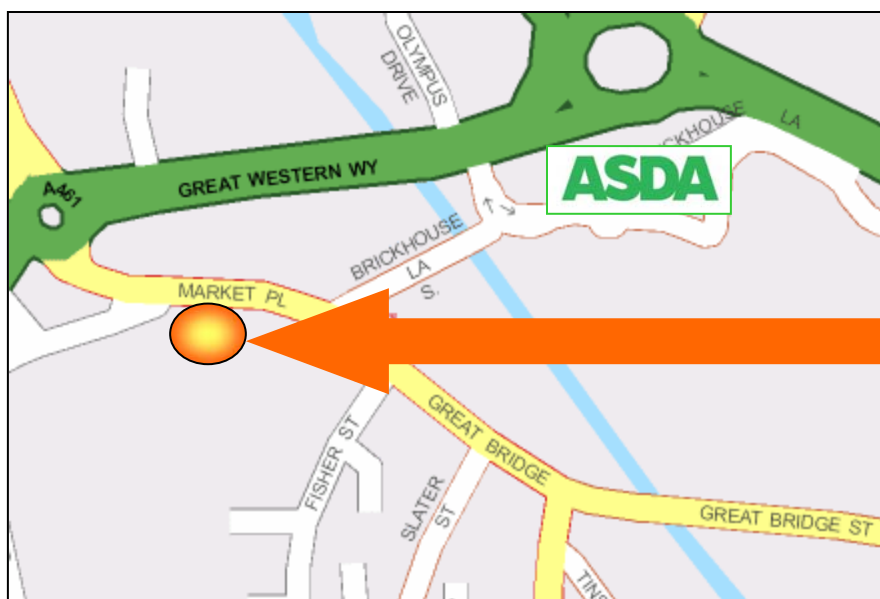 OLYMPUS
DRIVE
BRICKHOUSE
LA
ASDA
A461
GREAT WESTERN WY
BRICKHOUSE
LA
S.
MARKET PL
GREAT BRIDGE
FISHER ST
SLATER
ST
GREAT BRIDGE ST